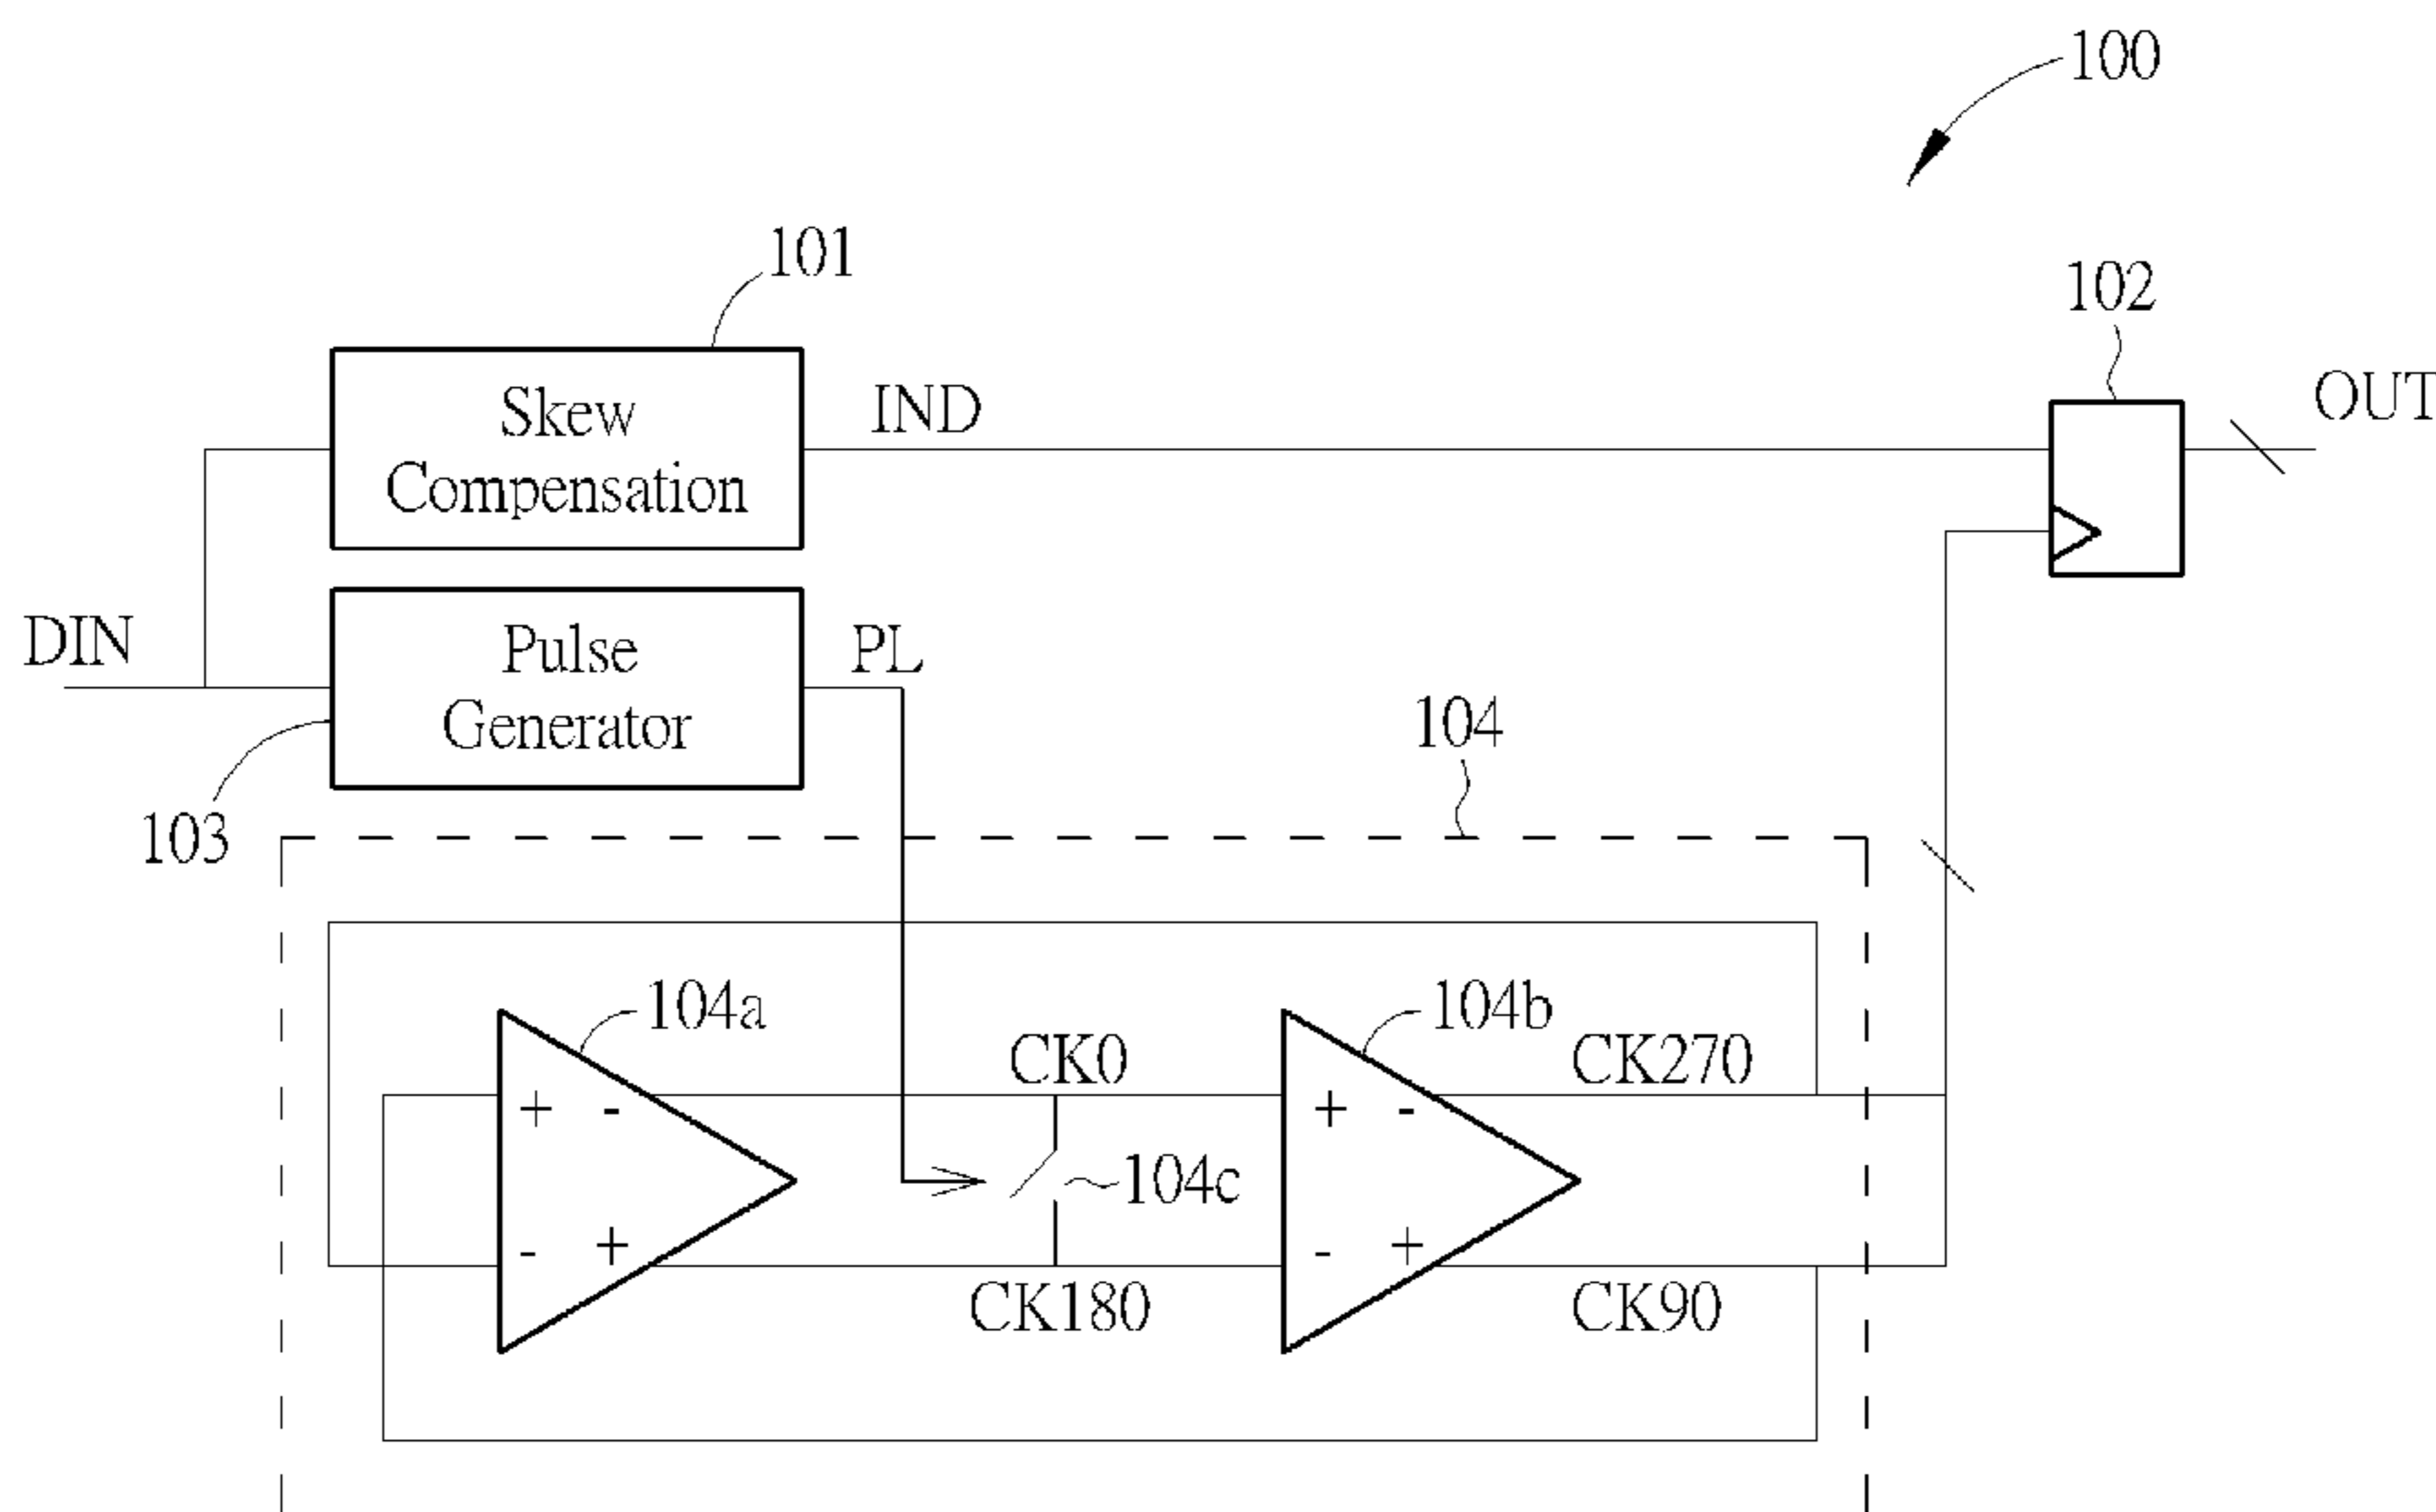 100
101
102
Skew
Compensation
IND
OUT
DIN
Pulse
Generator
PL
103
104
104a
104b
CK0
CK270
+ -
+ -
104c
- +
- +
CK180
CK90